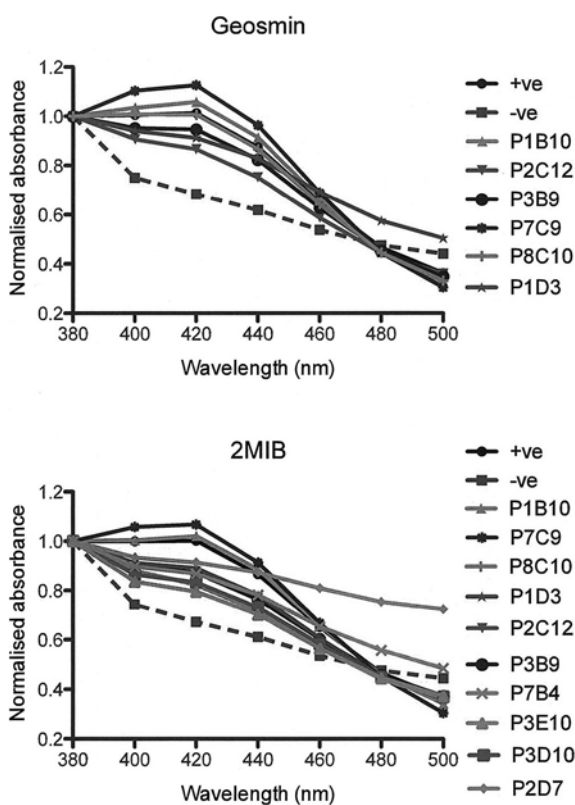 Geosmin
Normalised absorbance
1.2
1.0
0.8
0.6
0.4
0.2
380 400 420 440 460 480 500
Wavelength (nm)
+ve
-ve
P1B10
P2C12
P3B9
P7C9
P8C10
P1D3
2MIB
Normalised absorbance
1.2
1.0
0.8
0.6
0.4
0.2
380 400 420 440 460 480 500
Wavelength (nm)
+ve
-ve
P1B10
P7C9
P8C10
P1D3
P2C12
P3B9
P7B4
P3E10
P3D10
P2D7